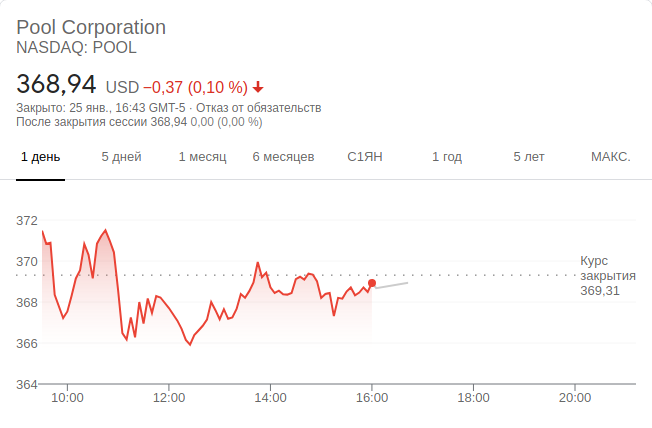 Pool Corporation
NASDAQ: POOL
368,94 USD −0,37 (0,10 %)
Закрыто: 25 янв., 16:43 GMT-5 · Отказ от обязательств
После закрытия сессии 368,94 0,00 (0,00 %)
1 день 5 дней 1 месяц 6 месяцев С1ЯН 1 год 5 лет МАКС.
372
370
368
366
364
Курс
закрытия
369,31
10:00 12:00 14:00 16:00 18:00 20:00